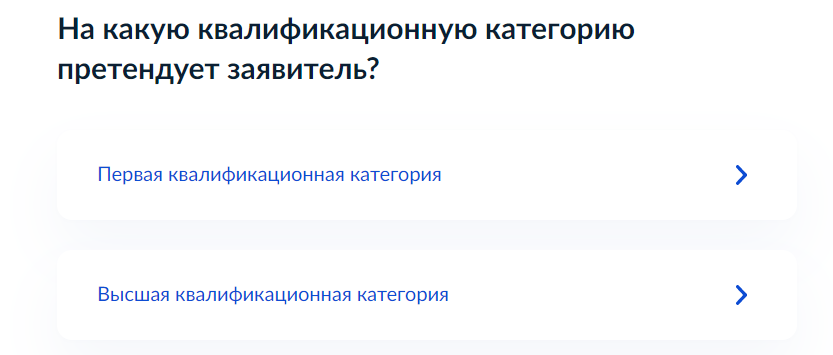 На какую квалификационную категорию
претендует заявитель?
Первая квалификационная категория
Высшая квалификационная категория